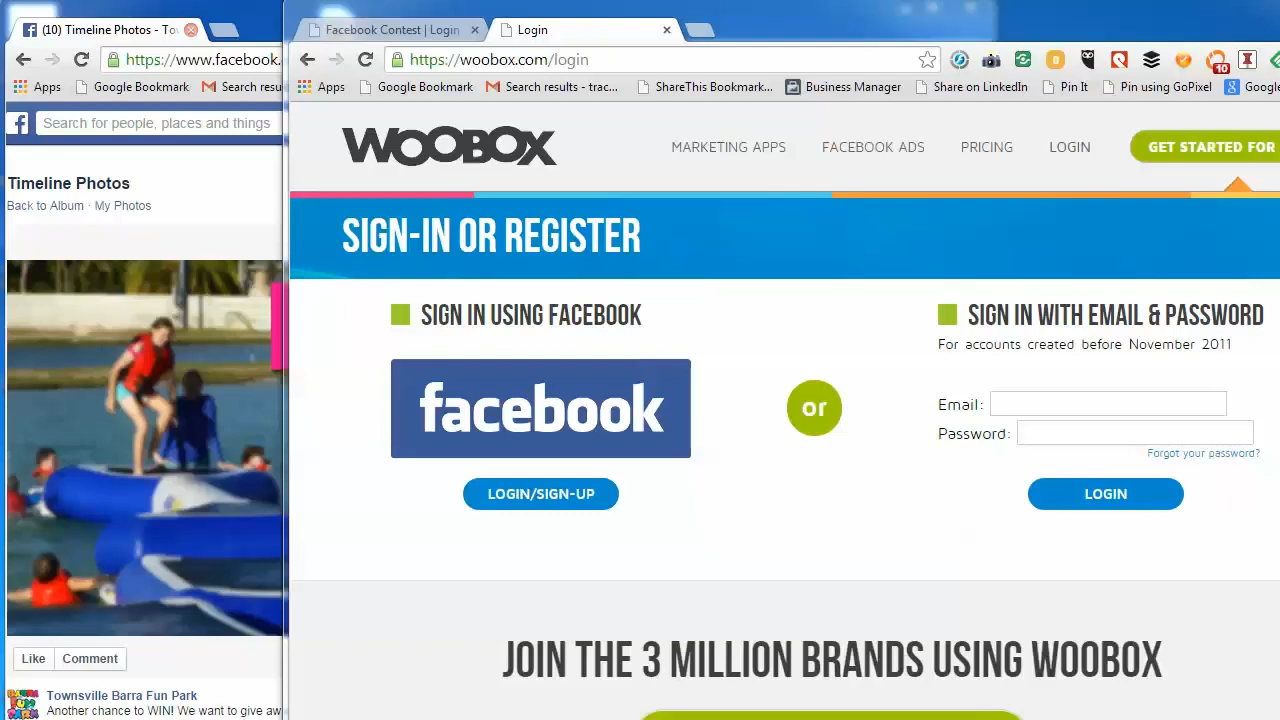 (10) Timeline Photos - To
https://www.facebook.
Apps Google Bookmark Search resu
Search for people, places and things
Timeline Photos
Back to Album · My Photos
Like Comment
Townsville Barra Fun Park
Another chance to WIN! We want to give aw
Facebook Contest | Login
Login
https://woobox.com/login
10
Apps Google Bookmark Search results - trac... ShareThis Bookmark... Business Manager Share on LinkedIn Pin It Pin using GoPixel Google
WOOBOX
MARKETING APPS FACEBOOK ADS PRICING LOGIN GET STARTED FOR
SIGN-IN OR REGISTER
SIGN IN USING FACEBOOK
facebook
LOGIN/SIGN-UP
or
SIGN IN WITH EMAIL & PASSWORD
For accounts created before November 2011
Email:
Password:
Forgot your password?
LOGIN
JOIN THE 3 MILLION BRANDS USING WOOBOX